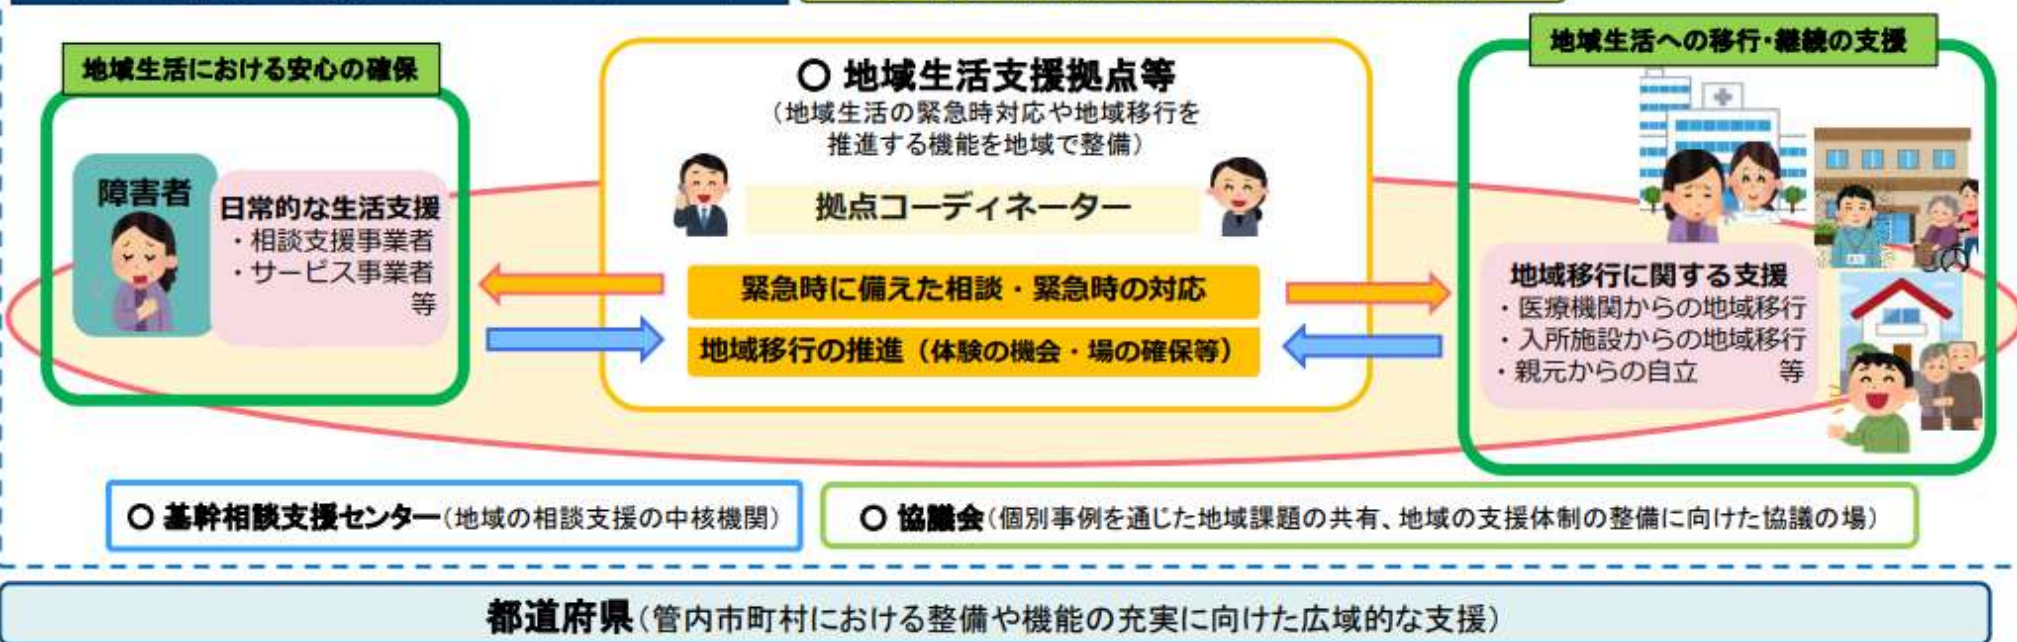 地域生活における安心の確保
障害者
日常的な生活支援
・相談支援事業者
・サービス事業者
等
○ 地域生活支援拠点等
（地域生活の緊急時対応や地域移行を
推進する機能を地域で整備）
拠点コーディネーター
緊急時に備えた相談・緊急時の対応
地域移行の推進（体験の機会・場の確保等）
地域生活への移行・継続の支援
地域移行に関する支援
・医療機関からの地域移行
・入所施設からの地域移行
・親元からの自立 等
○ 基幹相談支援センター（地域の相談支援の中核機関）
○ 協議会（個別事例を通じた地域課題の共有、地域の支援体制の整備に向けた協議の場）
都道府県（管内市町村における整備や機能の充実に向けた広域的な支援）